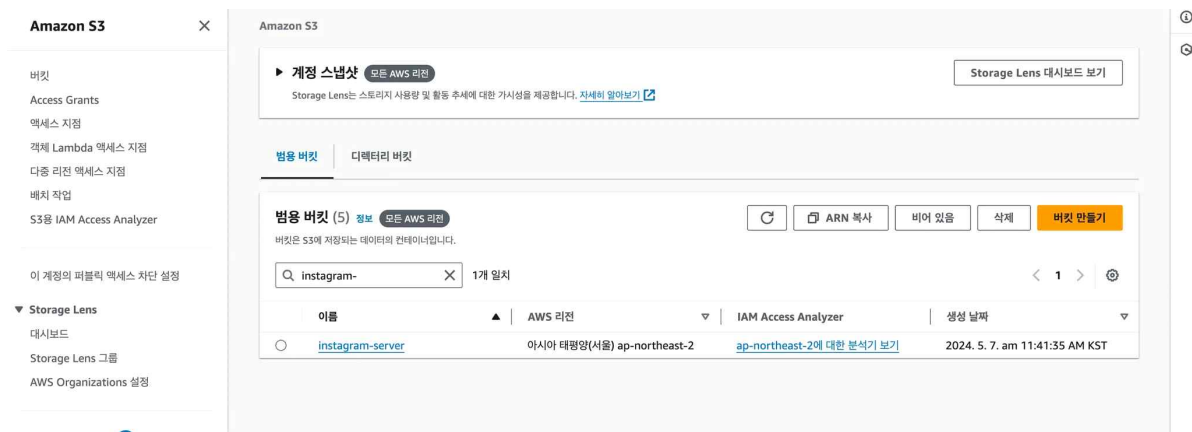 Amazon S3
버킷
Access Grants
액세스 지점
객체 Lambda 액세스 지점
다중 리전 액세스 지점
배치 작업
S3용 IAM Access Analyzer
이 계정의 퍼블릭 액세스 차단 설정
Storage Lens
대시보드
Storage Lens 그룹
AWS Organizations 설정
Amazon S3
계정 스냅샷 모든 AWS 리전
Storage Lens 대시보드 보기
Storage Lens는 스토리지 사용량 및 활동 추세에 대한 가시성을 제공합니다. 자세히 알아보기
범용 버킷 디렉터리 버킷
범용 버킷 (5) 정보 모든 AWS 리전
ARN 복사 비어 있음 삭제 버킷 만들기
버킷은 S3에 저장되는 데이터의 컨테이너입니다.
instagram- 1개 일치 1
이름 AWS 리전 IAM Access Analyzer 생성 날짜
instagram-server 아시아 태평양(서울) ap-northeast-2 ap-northeast-2에 대한 분석기 보기 2024. 5. 7. am 11:41:35 AM KST